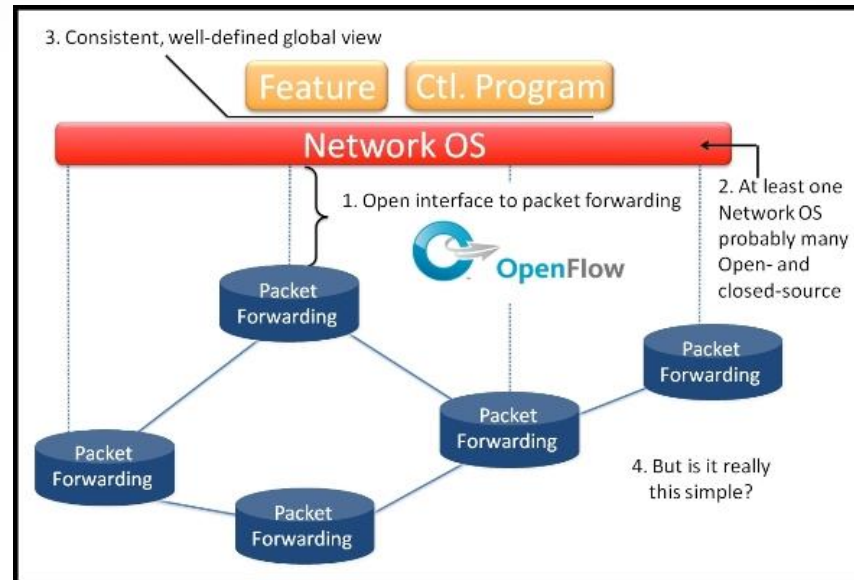 3. Consistent, well-defined global view
Feature
Ctl. Program
Network OS
1. Open interface to packet forwarding
2. At least one
Network OS
probably many
Open- and
closed-source
OpenFlow
Packet
Forwarding
Packet
Forwarding
Packet
Forwarding
Packet
Forwarding
Packet
Forwarding
4. But is it really
this simple?